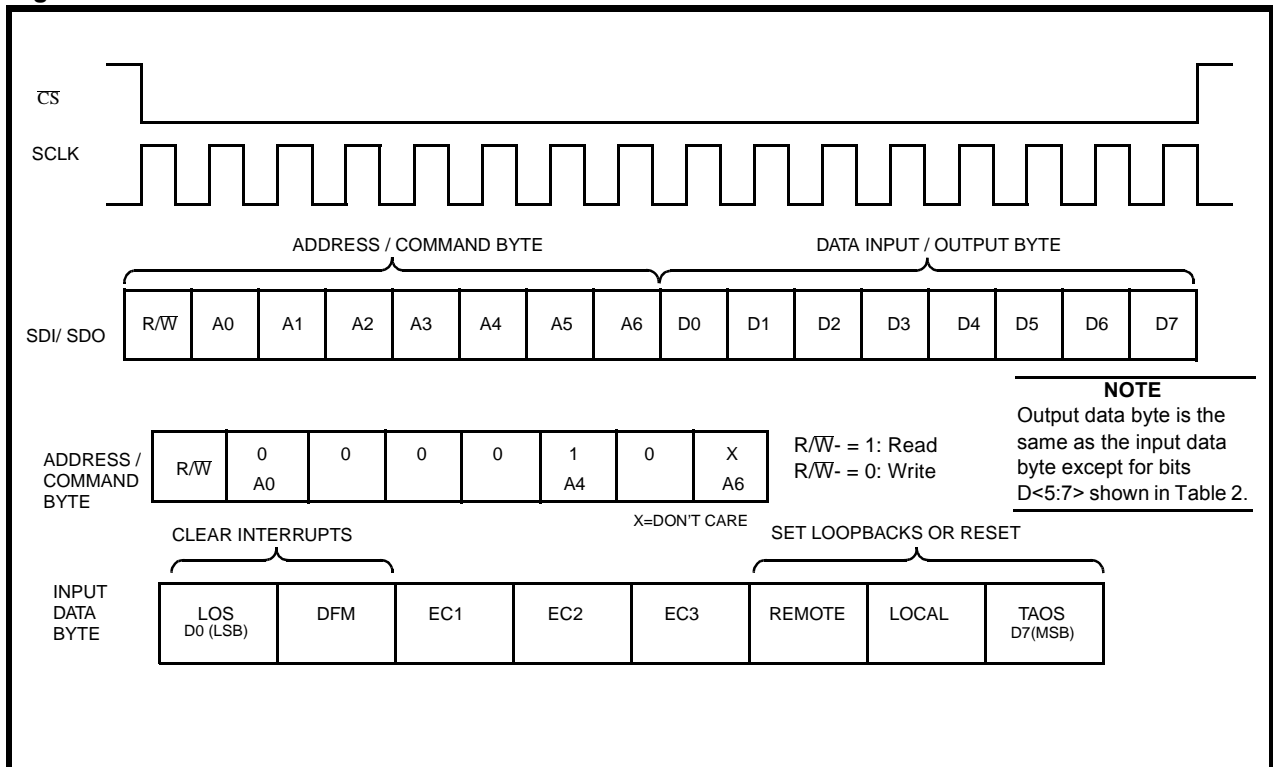 CS
SCLK
ADDRESS / COMMAND BYTE
DATA INPUT / OUTPUT BYTE
SDI/ SDO
R/W A0 A1 A2 A3 A4 A5 A6 D0 D1 D2 D3 D4 D5 D6 D7
NOTE
Output data byte is the
same as the input data
byte except for bits
D<5:7> shown in Table 2.
ADDRESS /
COMMAND
BYTE
R/W 0 0 0 0 1 0 X
A0 A4 A6
R/W- = 1: Read
R/W- = 0: Write
X=DON'T CARE
CLEAR INTERRUPTS
SET LOOPBACKS OR RESET
INPUT
DATA
BYTE
LOS DFM EC1 EC2 EC3 REMOTE LOCAL TAOS
D0 (LSB) D7(MSB)